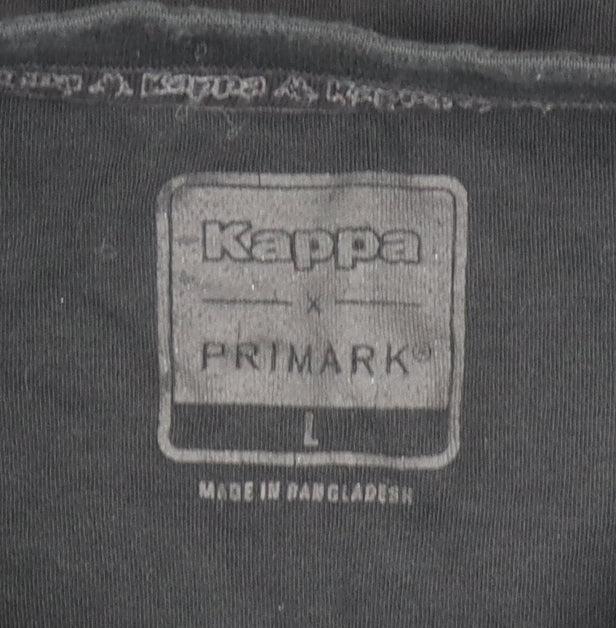 Kappa Kappa
Kappa
x
PRIMARK®
L
MADE IN BANGLADESH